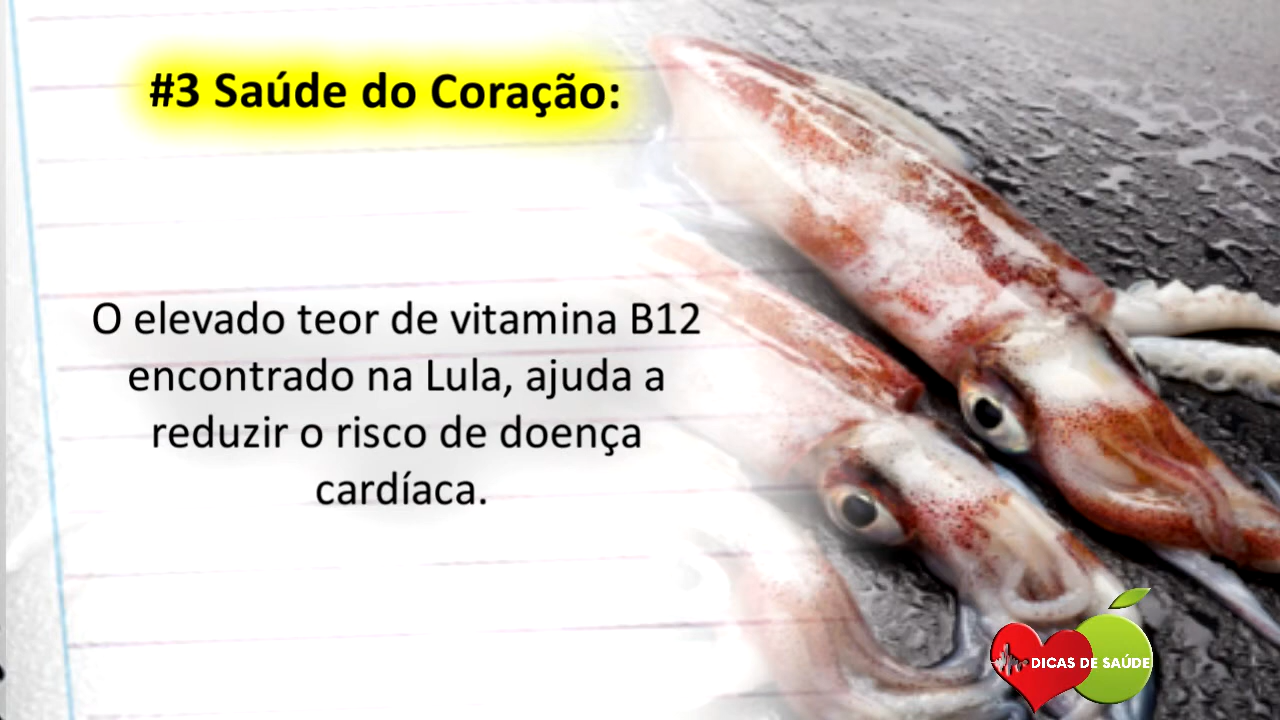 #3 Saúde do Coração:
O elevado teor de vitamina B12
encontrado na Lula, ajuda a
reduzir o risco de doença
cardíaca.
DICAS DE SAÚDE